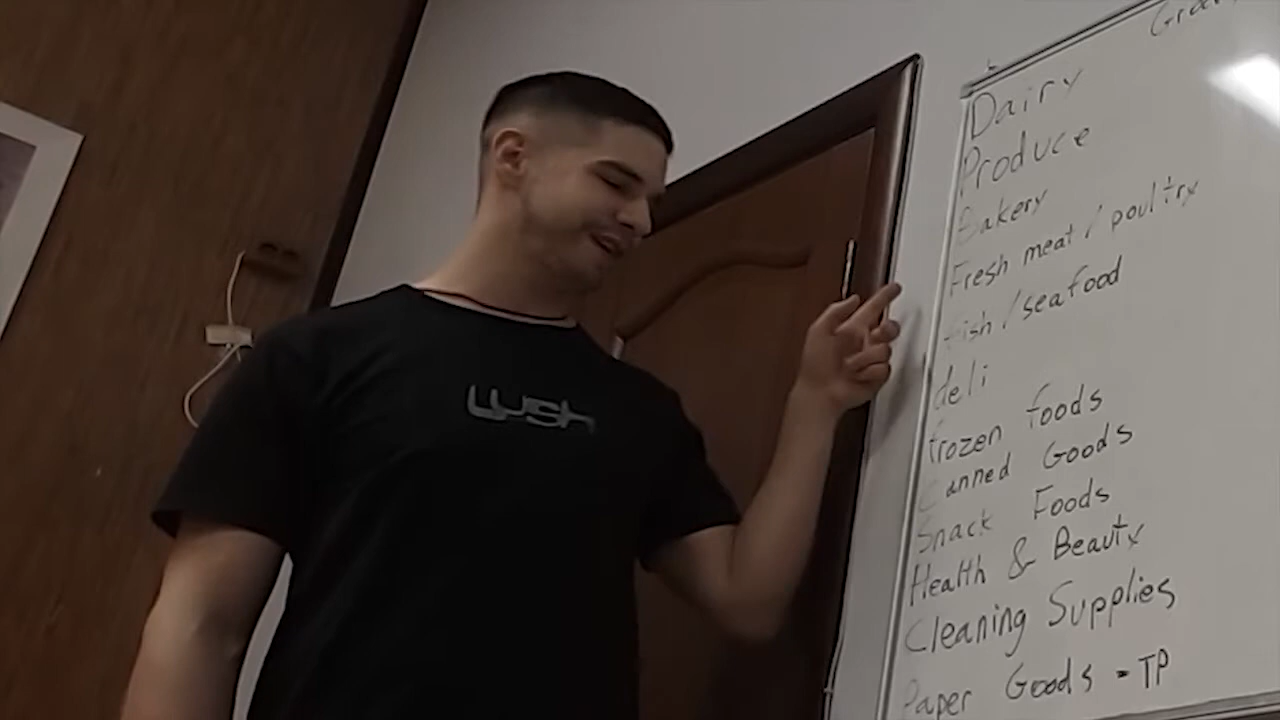 Dairy
Produce
Bakery
Fresh meat / poultry
fish / seafood
deli
frozen foods
Canned Goods
Snack Foods
Health & Beauty
Cleaning Supplies
Paper Goods - TP
Lush